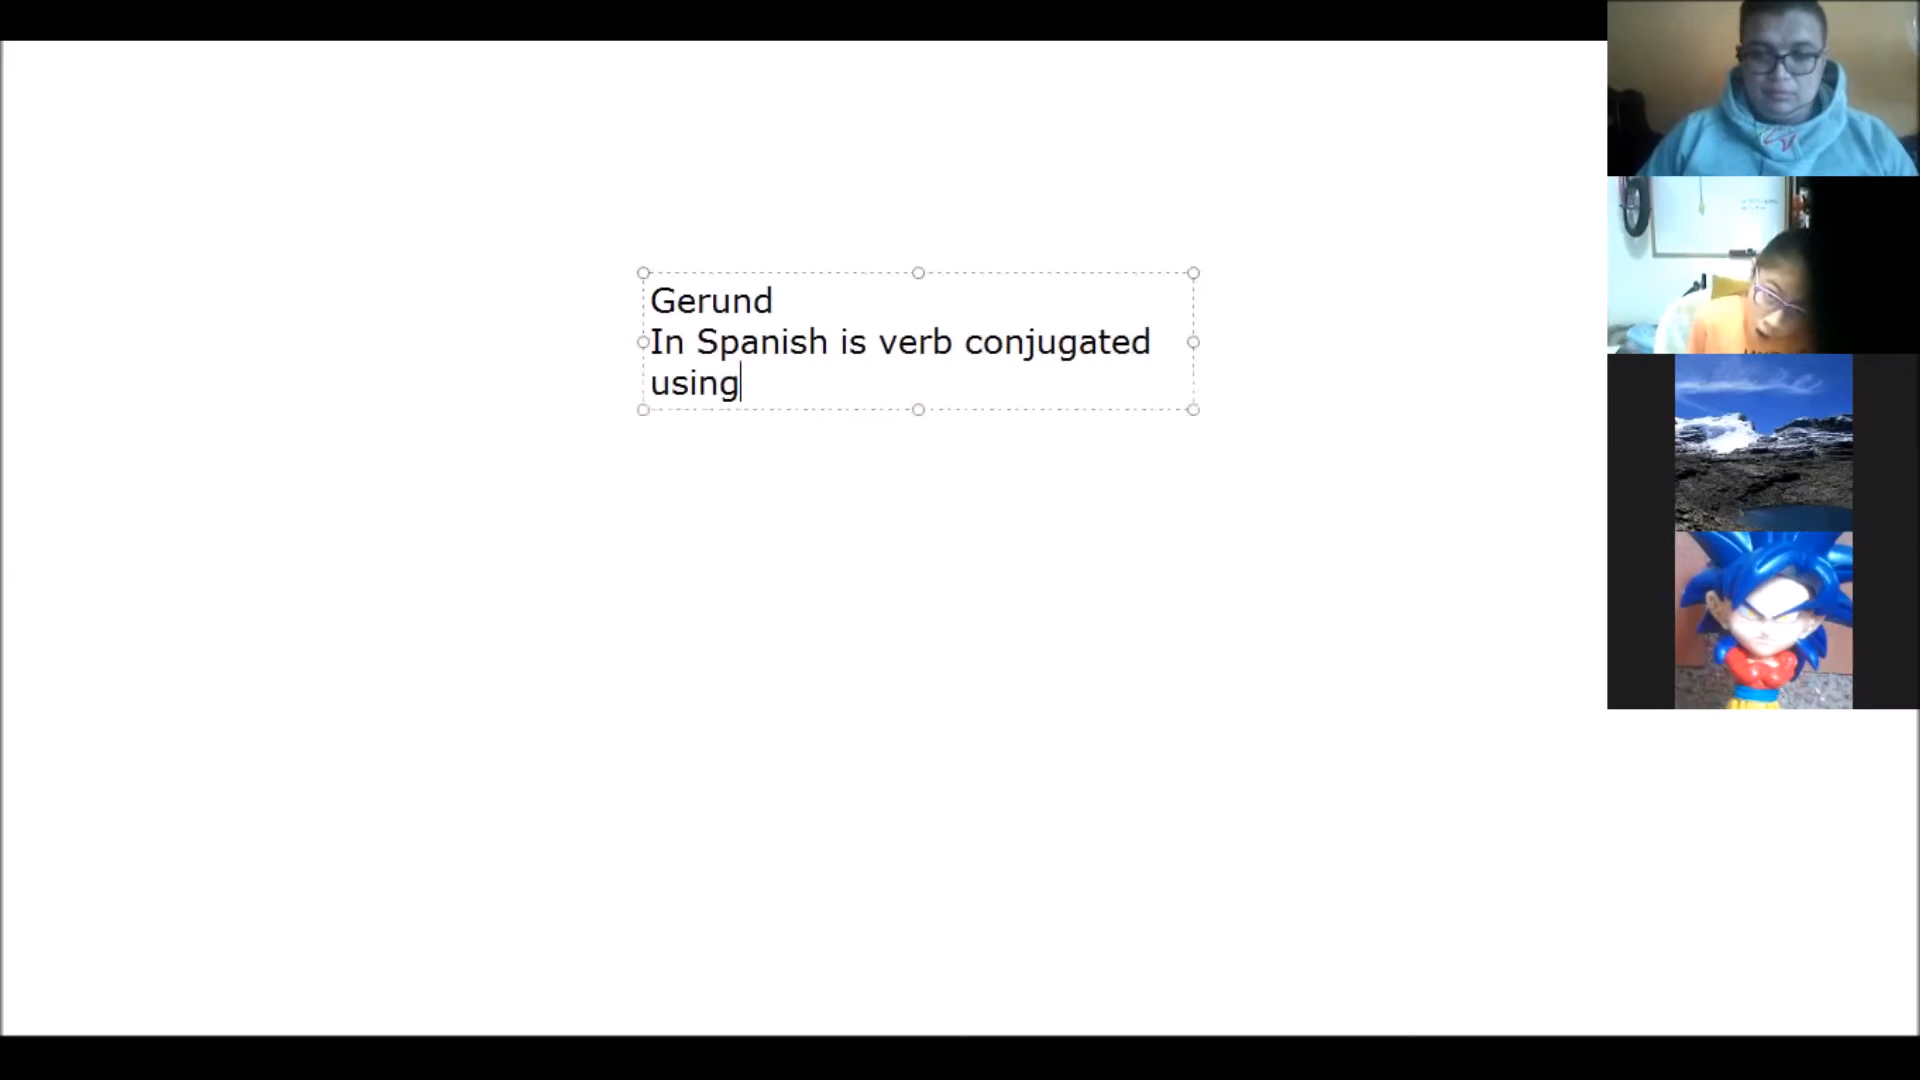 Gerund
In Spanish is verb conjugated
using